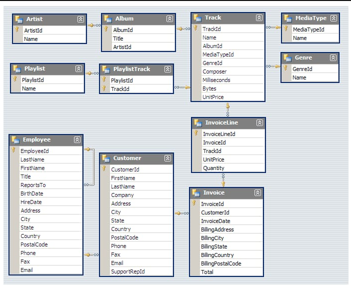 Artist
ArtistId
Name
Album
AlbumId
Title
ArtistId
Track
TrackId
Name
AlbumId
MediaTypeId
GenreId
Composer
Milliseconds
Bytes
UnitPrice
MediaType
MediaTypeId
Name
Genre
GenreId
Name
Playlist
PlaylistId
Name
PlaylistTrack
PlaylistId
TrackId
InvoiceLine
InvoiceLineId
InvoiceId
TrackId
UnitPrice
Quantity
Employee
EmployeeId
LastName
FirstName
Title
ReportsTo
BirthDate
HireDate
Address
City
State
Country
PostalCode
Phone
Fax
Email
Customer
CustomerId
FirstName
LastName
Company
Address
City
State
Country
PostalCode
Phone
Fax
Email
SupportRepId
Invoice
InvoiceId
CustomerId
InvoiceDate
BillingAddress
BillingCity
BillingState
BillingCountry
BillingPostalCode
Total